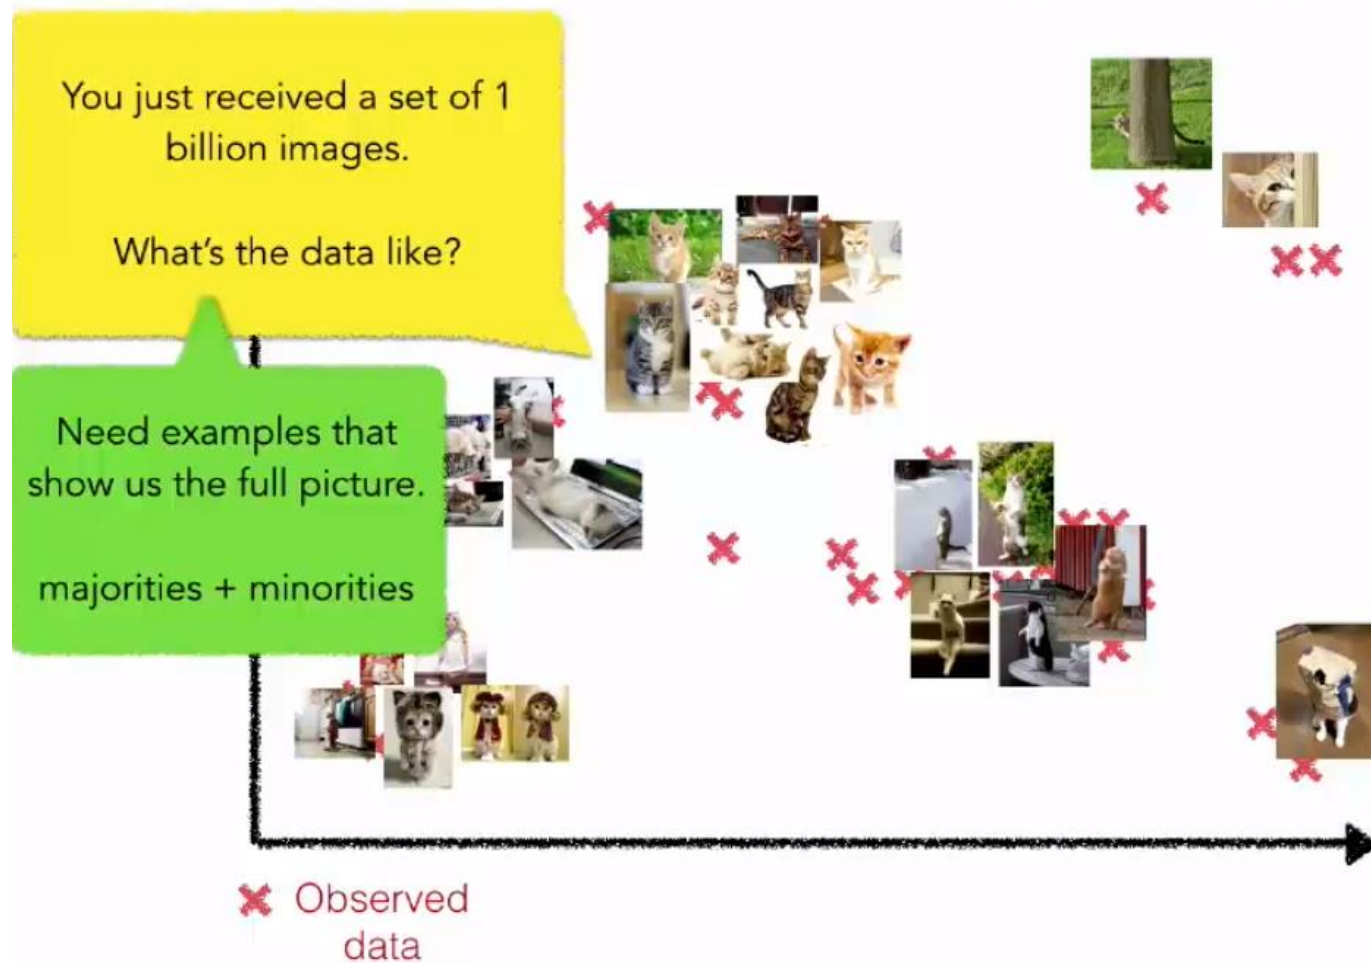 You just received a set of 1
billion images.
What's the data like?
Need examples that
show us the full picture.
majorities + minorities
Observed
data